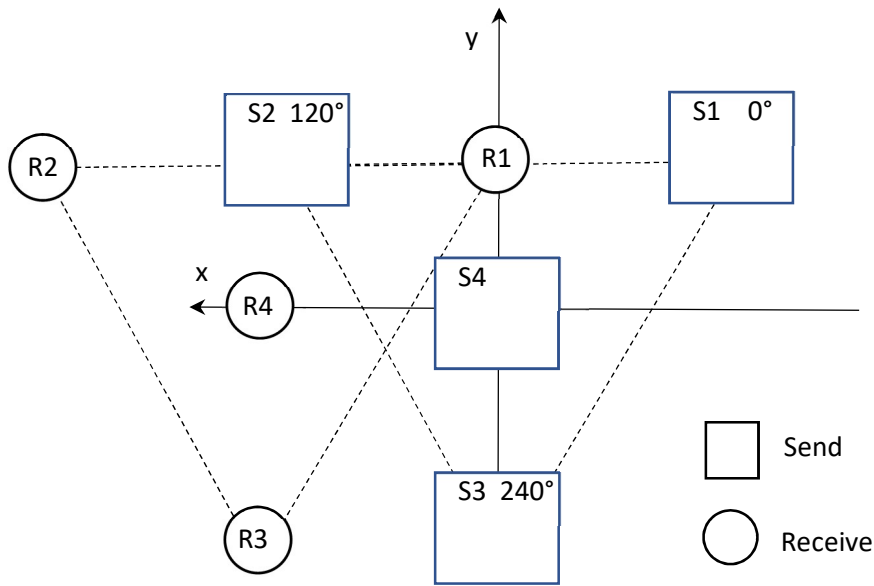 y
S2 120°
S1 0°
R2
R1
x
S4
R4
Send
S3 240°
R3
Receive